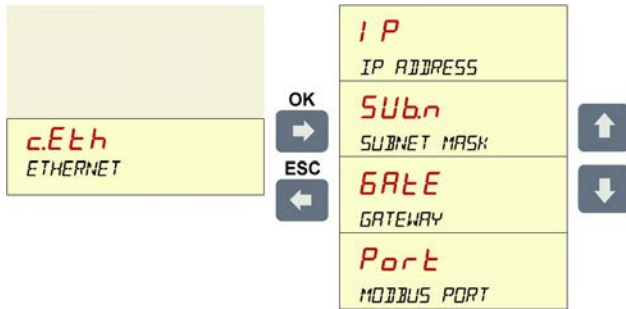 c.Eth
ETHERNET
OK
ESC
IP
IP ADDRESS
SUb.n
SUBNET MASK
GAtE
GATEWAY
Port
MODBUS PORT